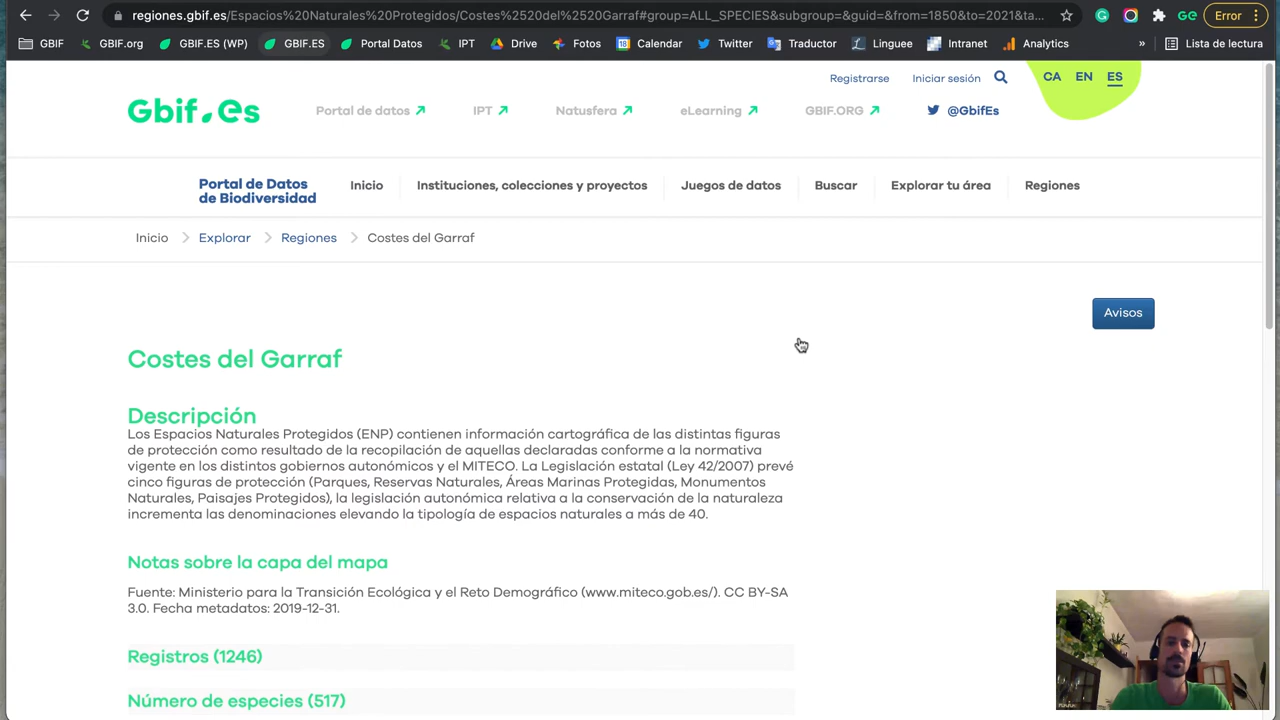 regiones.gbif.es/Espacios%20Naturales%20Protegidos/Costes%2520del%2520Garraf#group=ALL_SPECIES&subgroup=&guid=&from=1850&to=2021&ta...
Error
GBIF GBIF.org GBIF.ES (WP) GBIF.ES Portal Datos IPT Drive Fotos 18 Calendar Twitter Traductor Linguee Intranet Analytics » Lista de lectura
Registrarse Iniciar sesión CA EN ES
Gbif.es Portal de datos IPT Natusfera eLearning GBIF.ORG @GbifEs
Portal de Datos
de Biodiversidad
Inicio Instituciones, colecciones y proyectos Juegos de datos Buscar Explorar tu área Regiones
Inicio Explorar Regiones Costes del Garraf
Avisos
Costes del Garraf
Descripción
Los Espacios Naturales Protegidos (ENP) contienen información cartográfica de las distintas figuras
de protección como resultado de la recopilación de aquellas declaradas conforme a la normativa
vigente en los distintos gobiernos autonómicos y el MITECO. La Legislación estatal (Ley 42/2007) prevé
cinco figuras de protección (Parques, Reservas Naturales, Áreas Marinas Protegidas, Monumentos
Naturales, Paisajes Protegidos), la legislación autonómica relativa a la conservación de la naturaleza
incrementa las denominaciones elevando la tipología de espacios naturales a más de 40.
Notas sobre la capa del mapa
Fuente: Ministerio para la Transición Ecológica y el Reto Demográfico (www.miteco.gob.es/). CC BY-SA
3.0. Fecha metadatos: 2019-12-31.
Registros (1246)
Número de especies (517)